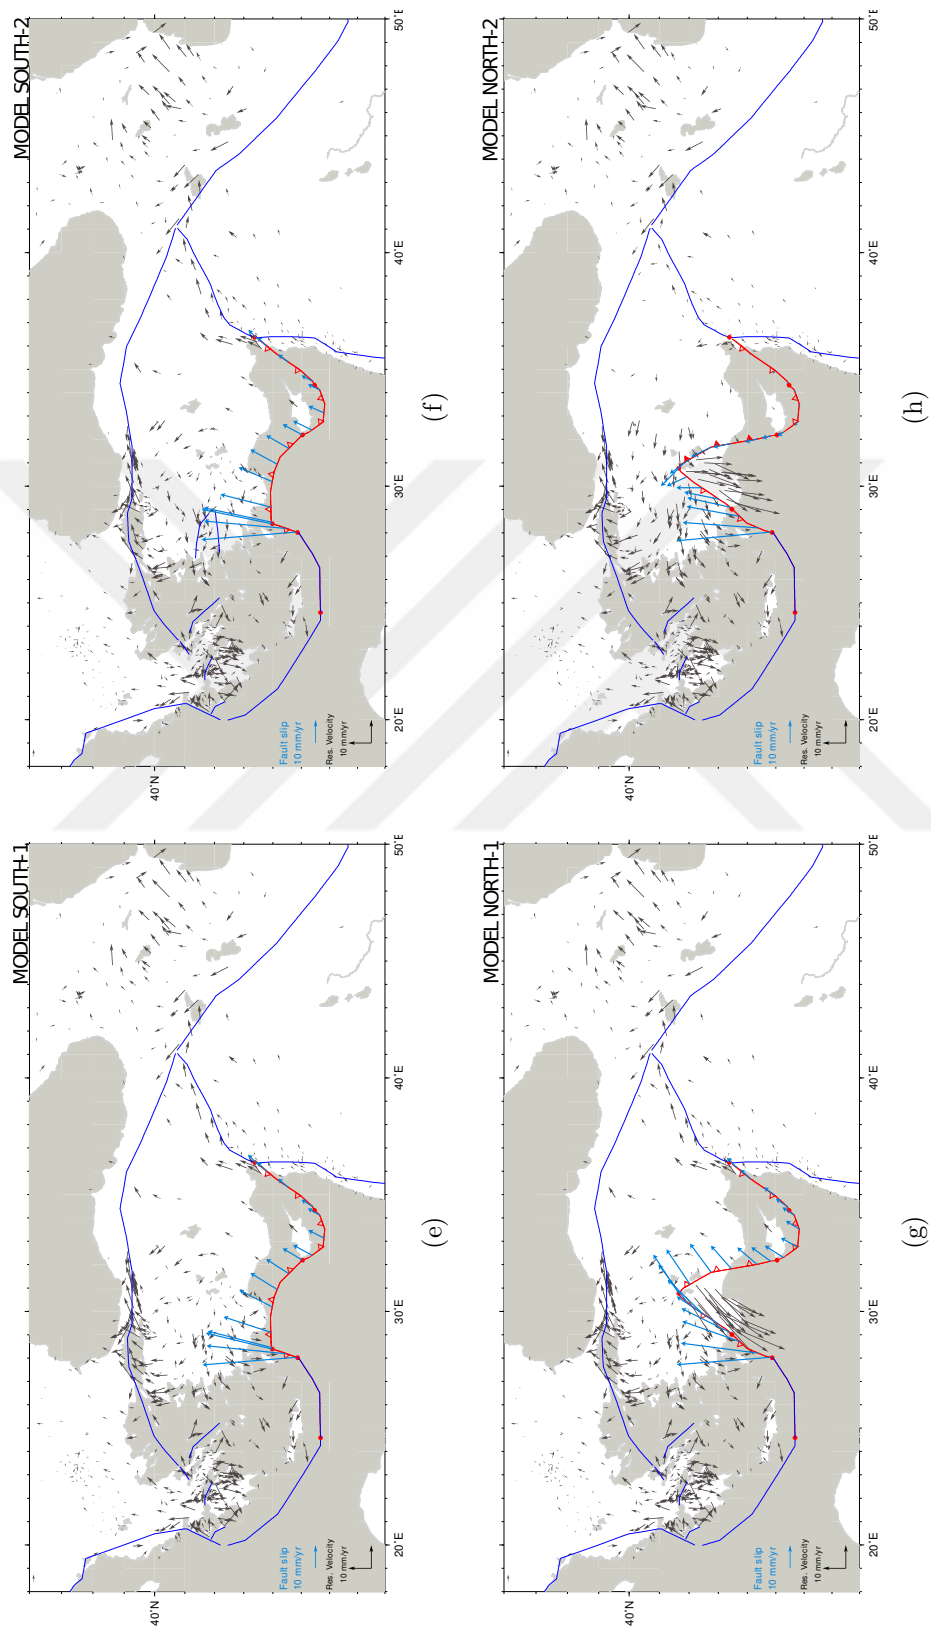 MODEL SOUTH-1
40°N
20°E
30°E
40°E
50°E
Fault slip
10 mm/yr
Res. Velocity
10 mm/yr
(e)
MODEL SOUTH-2
40°N
20°E
30°E
40°E
50°E
Fault slip
10 mm/yr
Res. Velocity
10 mm/yr
(f)
MODEL NORTH-1
40°N
20°E
30°E
40°E
50°E
Fault slip
10 mm/yr
Res. Velocity
10 mm/yr
(g)
MODEL NORTH-2
40°N
20°E
30°E
40°E
50°E
Fault slip
10 mm/yr
Res. Velocity
10 mm/yr
(h)